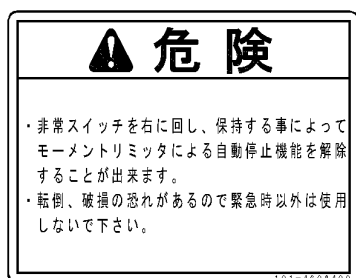 危険
・非常スイッチを右に回し、保持する事によって
モーメントリミッタによる自動停止機能を解除
することが出来ます。
・転倒、破損の恐れがあるので緊急時以外は使用
しないで下さい。